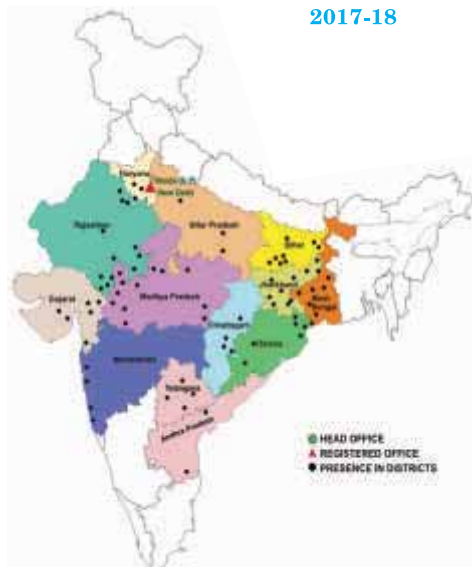 2017-18
Haryana
Noida (U.P)
New Delhi
Rajasthan
Uttar Pradesh
Bihar
Jharkhand
West
Bengal
Gujarat
Madhya Pradesh
Chhattisgarh
Odisha
Maharashtra
Telangana
Andhra Pradesh
HEAD OFFICE
REGISTERED OFFICE
PRESENCE IN DISTRICTS